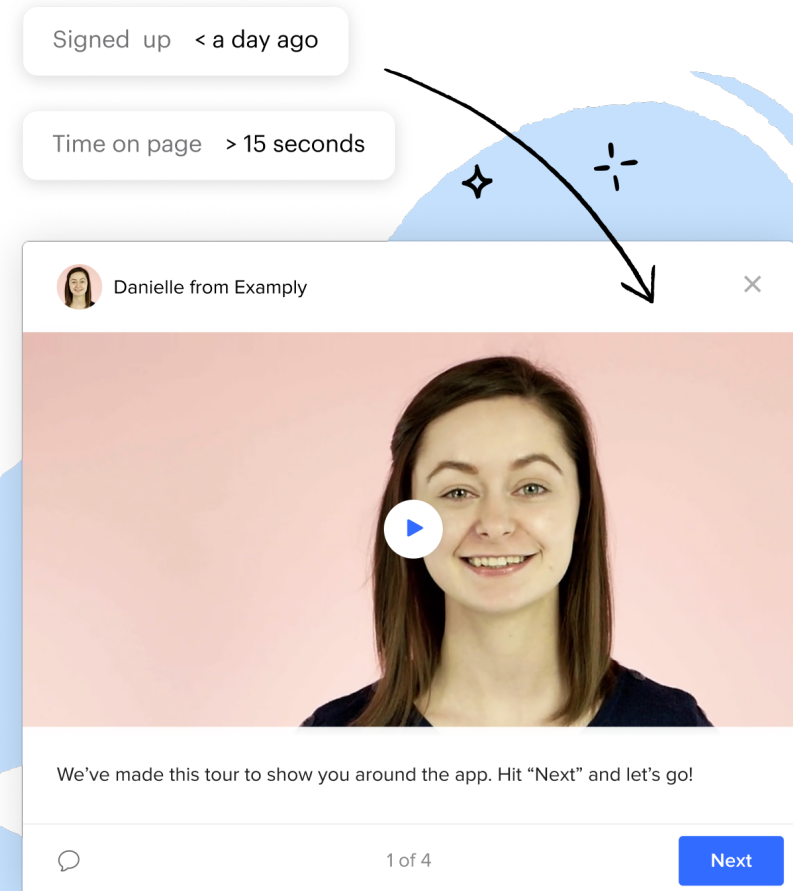 Signed up < a day ago
Time on page > 15 seconds
Danielle from Examply
We’ve made this tour to show you around the app. Hit “Next” and let’s go!
1 of 4
Next